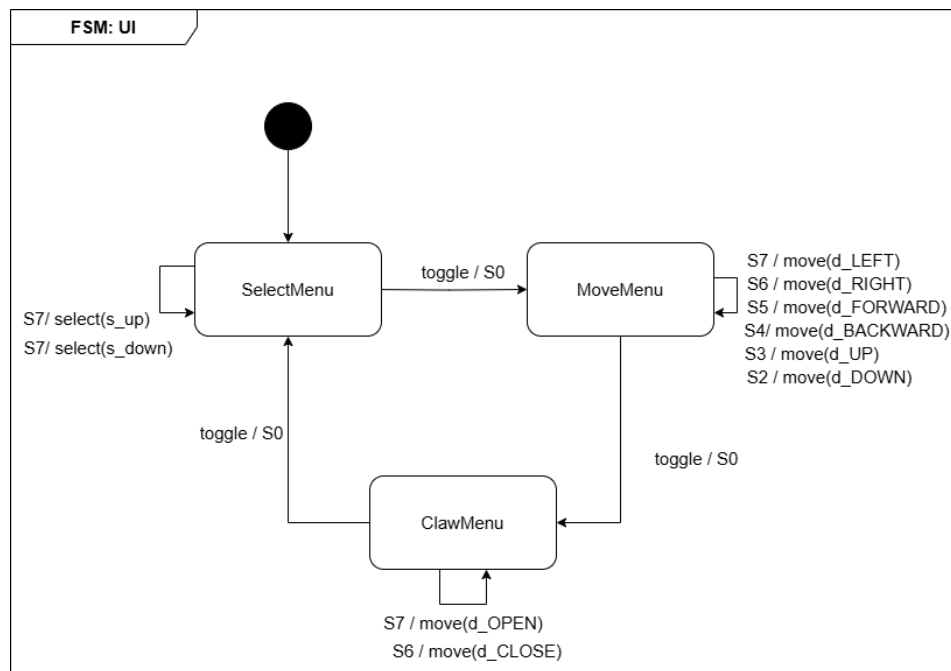 FSM: UI
SelectMenu
toggle / S0
MoveMenu
S7 / move(d_LEFT)
S6 / move(d_RIGHT)
S5 / move(d_FORWARD)
S4/ move(d_BACKWARD)
S3 / move(d_UP)
S2 / move(d_DOWN)
S7/ select(s_up)
S7/ select(s_down)
toggle / S0
toggle / S0
ClawMenu
S7 / move(d_OPEN)
S6 / move(d_CLOSE)